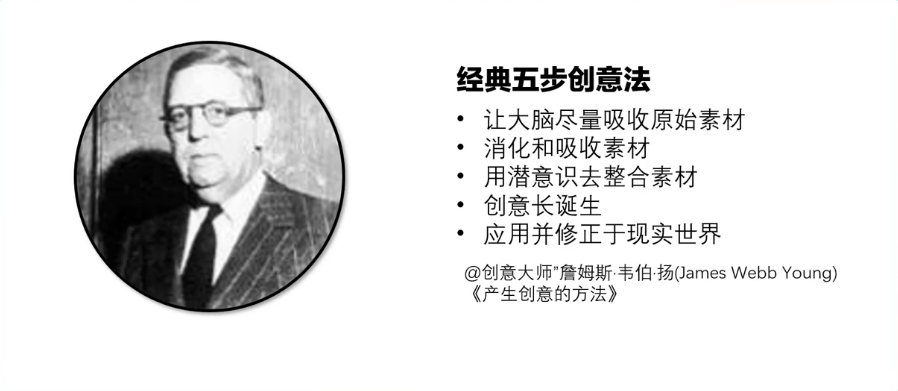 经典五步创意法
• 让大脑尽量吸收原始素材
• 消化和吸收素材
• 用潜意识去整合素材
• 创意长诞生
• 应用并修正于现实世界
@创意大师”詹姆斯·韦伯·扬(James Webb Young)
《产生创意的方法》